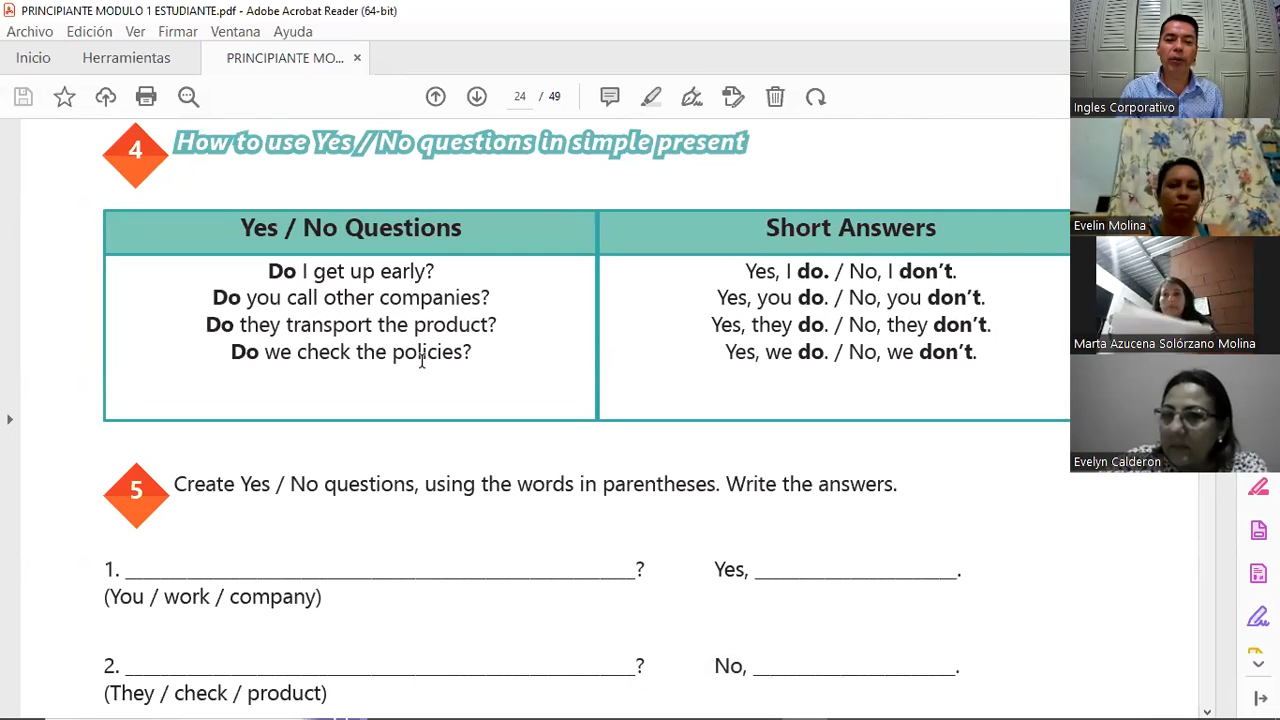 PRINCIPIANTE MODULO 1 ESTUDIANTE.pdf - Adobe Acrobat Reader (64-bit)
Archivo Edición Ver Firmar Ventana Ayuda
Inicio Herramientas PRINCIPIANTE MO... ×
24 / 49
4 How to use Yes / No questions in simple present
Yes / No Questions Short Answers
Do I get up early? Yes, I do. / No, I don't.
Do you call other companies? Yes, you do. / No, you don't.
Do they transport the product? Yes, they do. / No, they don't.
Do we check the policies? Yes, we do. / No, we don't.
5 Create Yes / No questions, using the words in parentheses. Write the answers.
1. ______________________________________________? Yes, ___________________.
(You / work / company)
2. ______________________________________________? No, ___________________.
(They / check / product)
Ingles Corporativo
Evelin Molina
Marta Azucena Solórzano Molina
Evelyn Calderon